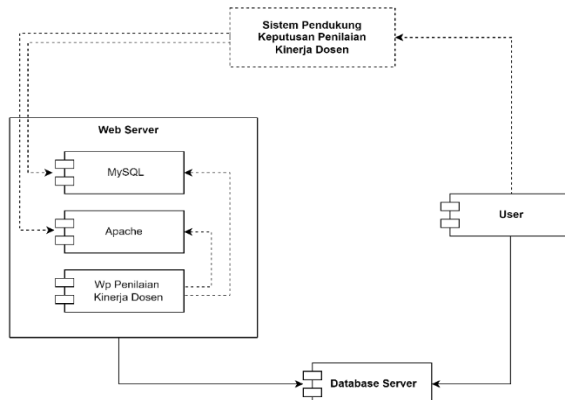 Sistem Pendukung
Keputusan Penilaian
Kinerja Dosen
Web Server
MySQL
Apache
User
Wp Penilaian
Kinerja Dosen
Database Server